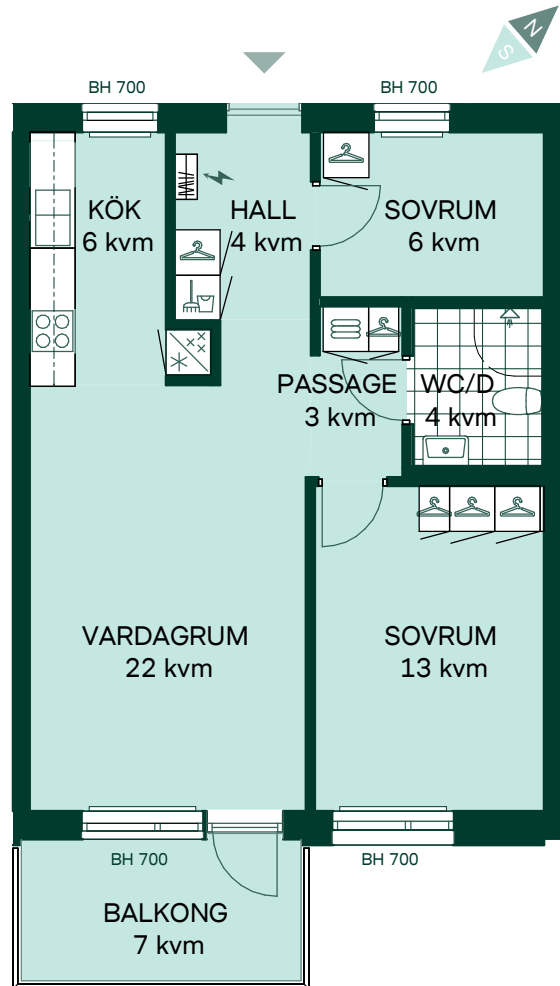 N
S
BH 700
BH 700
KÖK
6 kvm
HALL
4 kvm
SOVRUM
6 kvm
PASSAGE
3 kvm
WC/D
4 kvm
VARDAGRUM
22 kvm
SOVRUM
13 kvm
BH 700
BH 700
BALKONG
7 kvm